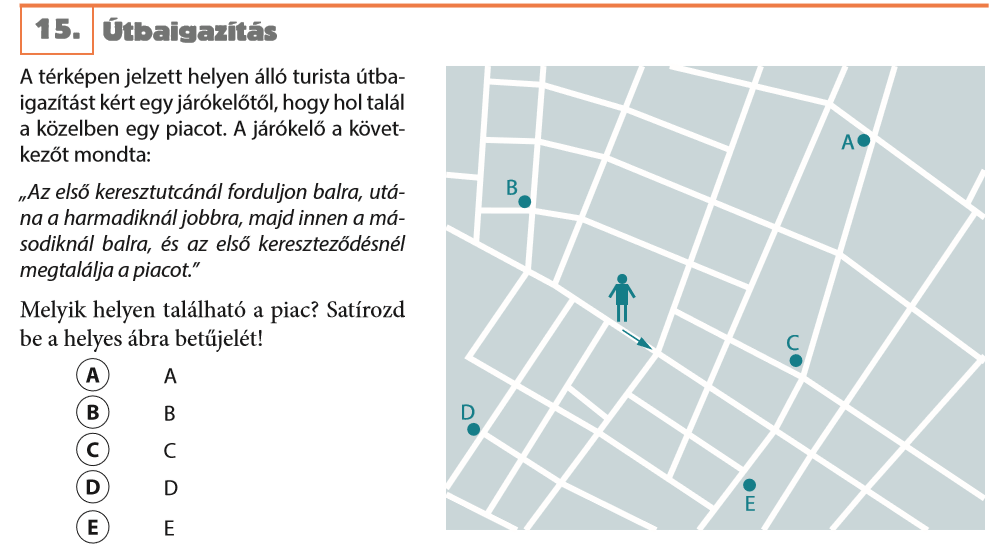 15. Útbaigazítás
A térképen jelzett helyen álló turista útba-
igazítást kért egy járókelőtől, hogy hol talál
a közelben egy piacot. A járókelő a követ-
kezőt mondta:
„Az első keresztutcánál forduljon balra, utá-
na a harmadiknál jobbra, majd innen a má-
sodiknál balra, és az első kereszteződésnél
megtalálja a piacot.”
Melyik helyen található a piac? Satírozd
be a helyes ábra betűjelét!
A A
B B
C C
D D
E E
A
B
C
D
E